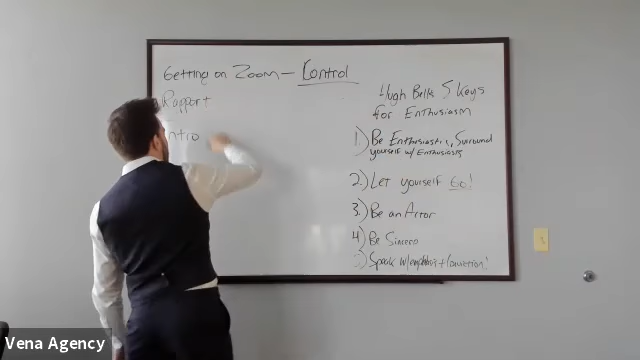 Getting on Zoom - Control
Rapport
Intro
Hugh Bells 5 Keys
for Enthusiasm
1.) Be Enthusiastic, Surround
yourself w/ Enthusiasts
2.) Let yourself Go!
3.) Be an Actor
4.) Be Sincere
5.) Speak w/ emphasis + Conviction!
Vena Agency